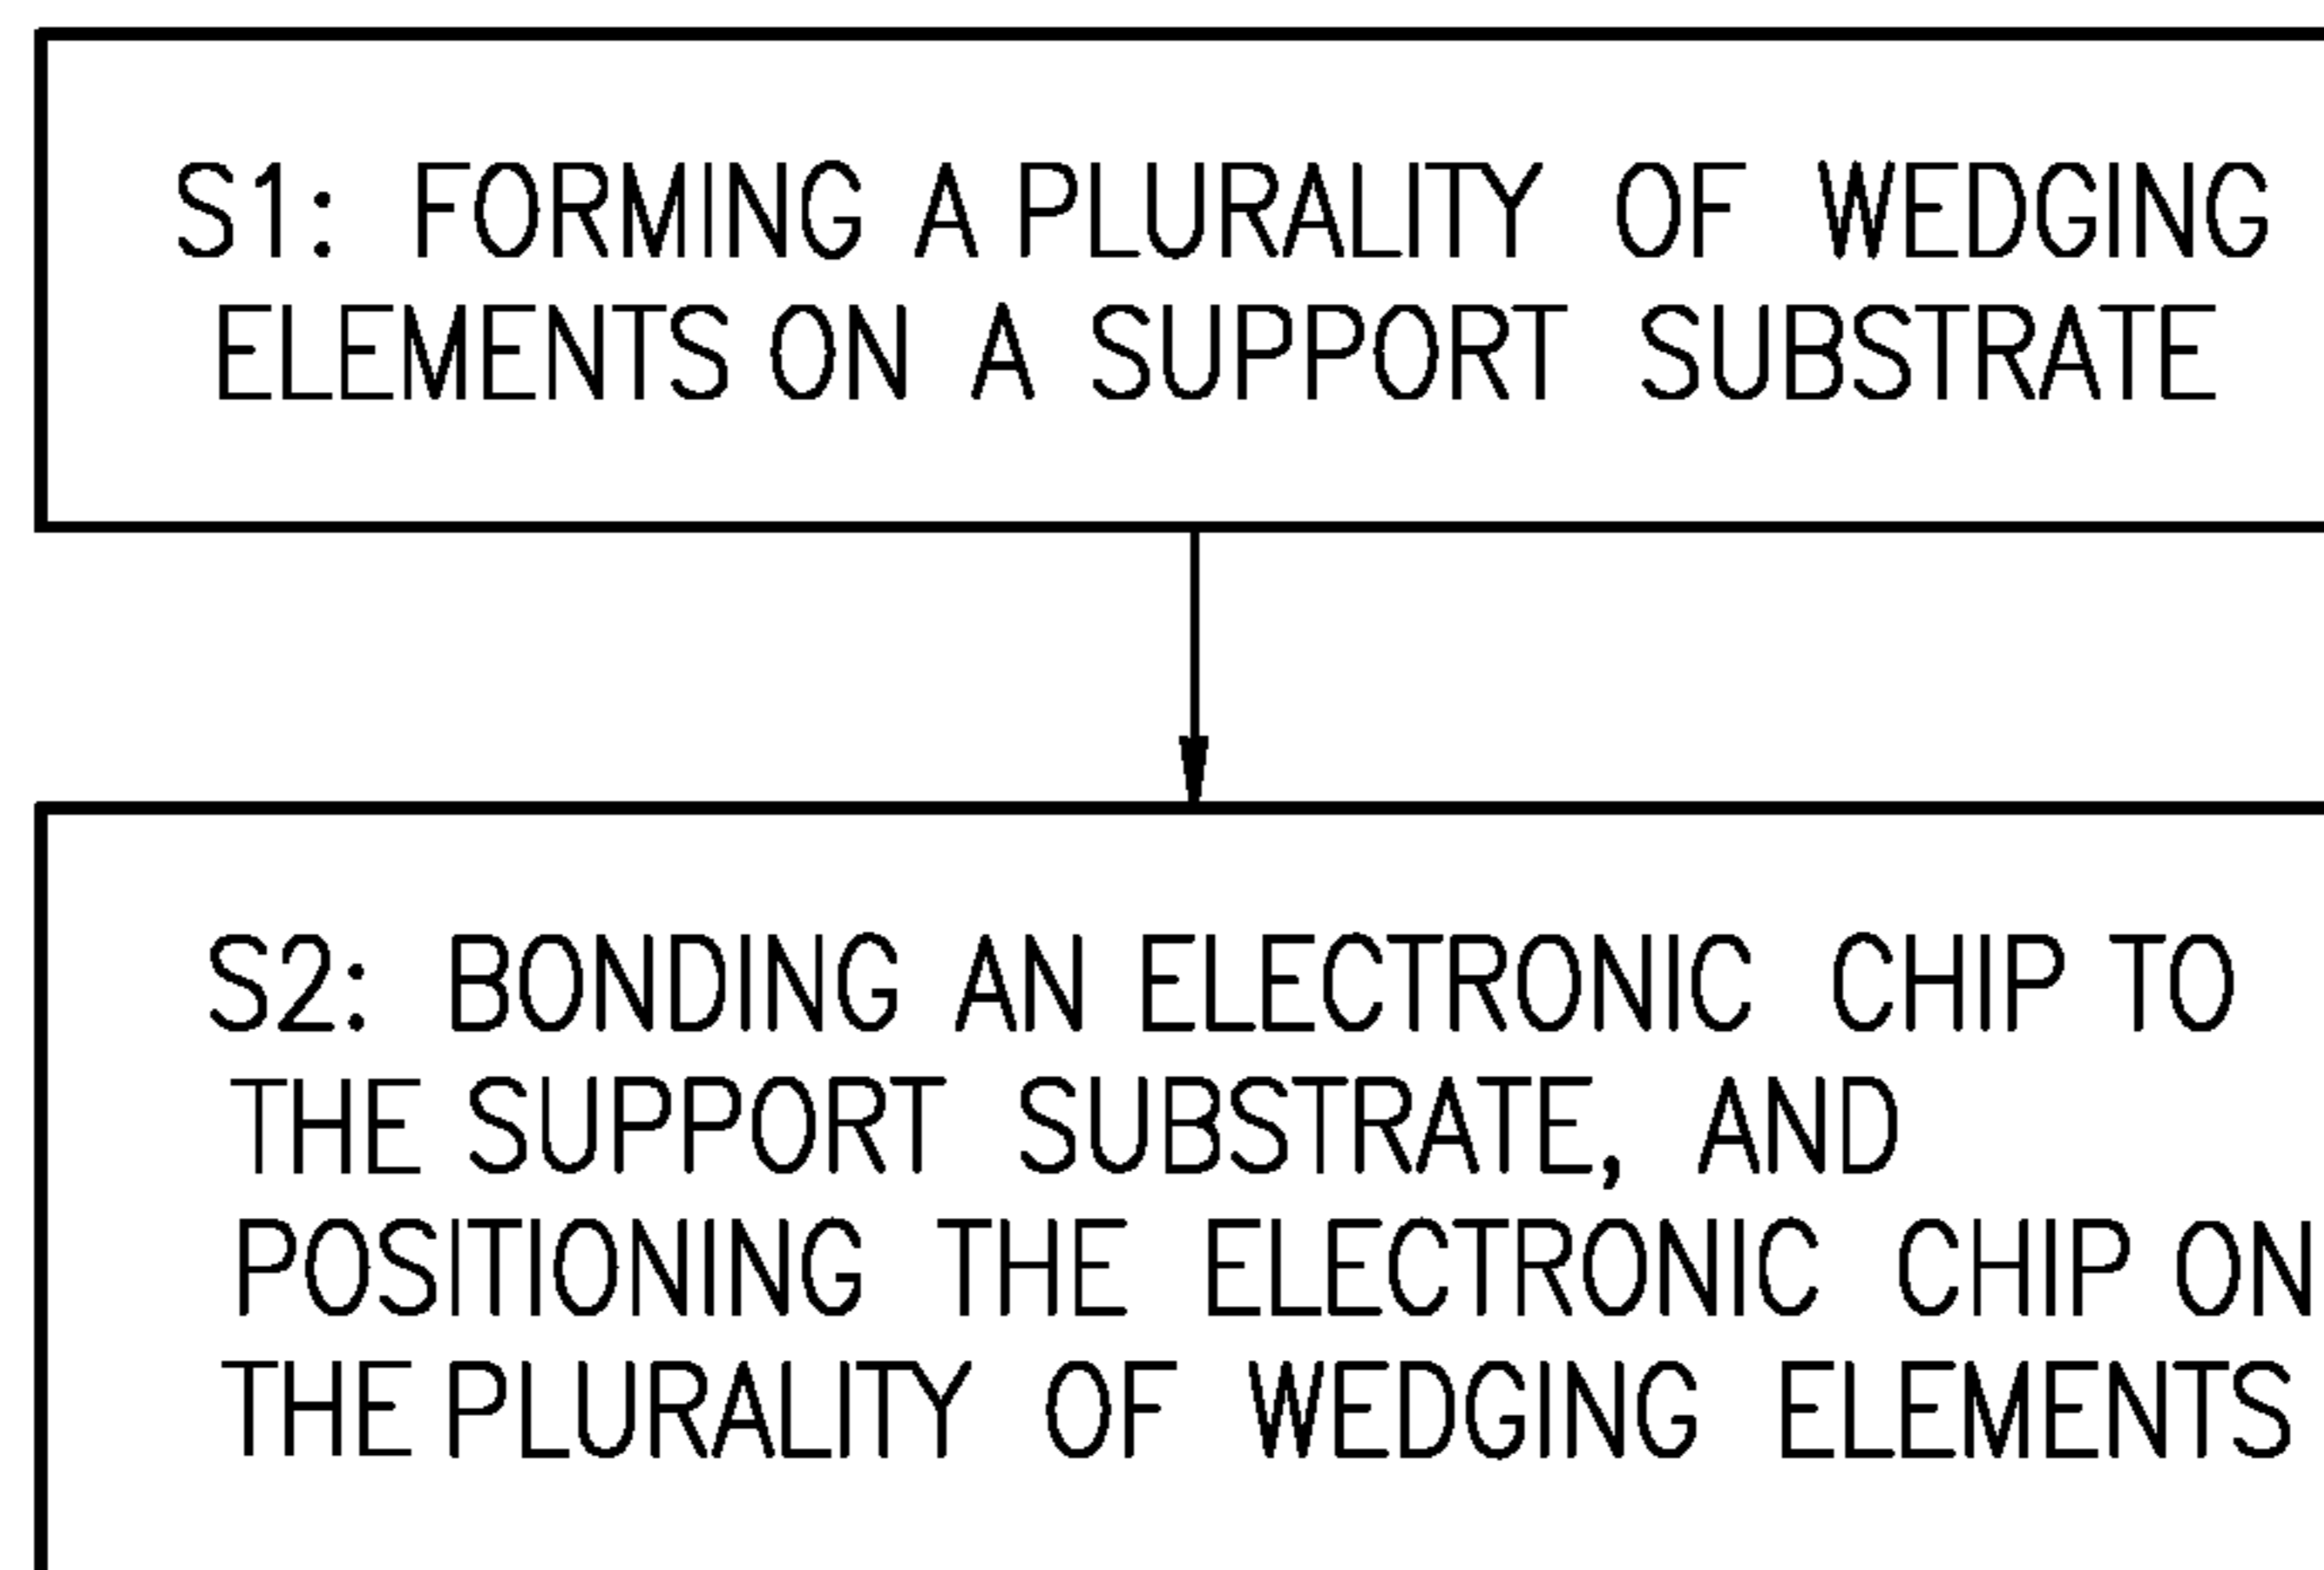 S1: FORMING A PLURALITY OF WEDGING
ELEMENTS ON A SUPPORT SUBSTRATE
S2: BONDING AN ELECTRONIC CHIP TO
THE SUPPORT SUBSTRATE, AND
POSITIONING THE ELECTRONIC CHIP ON
THE PLURALITY OF WEDGING ELEMENTS